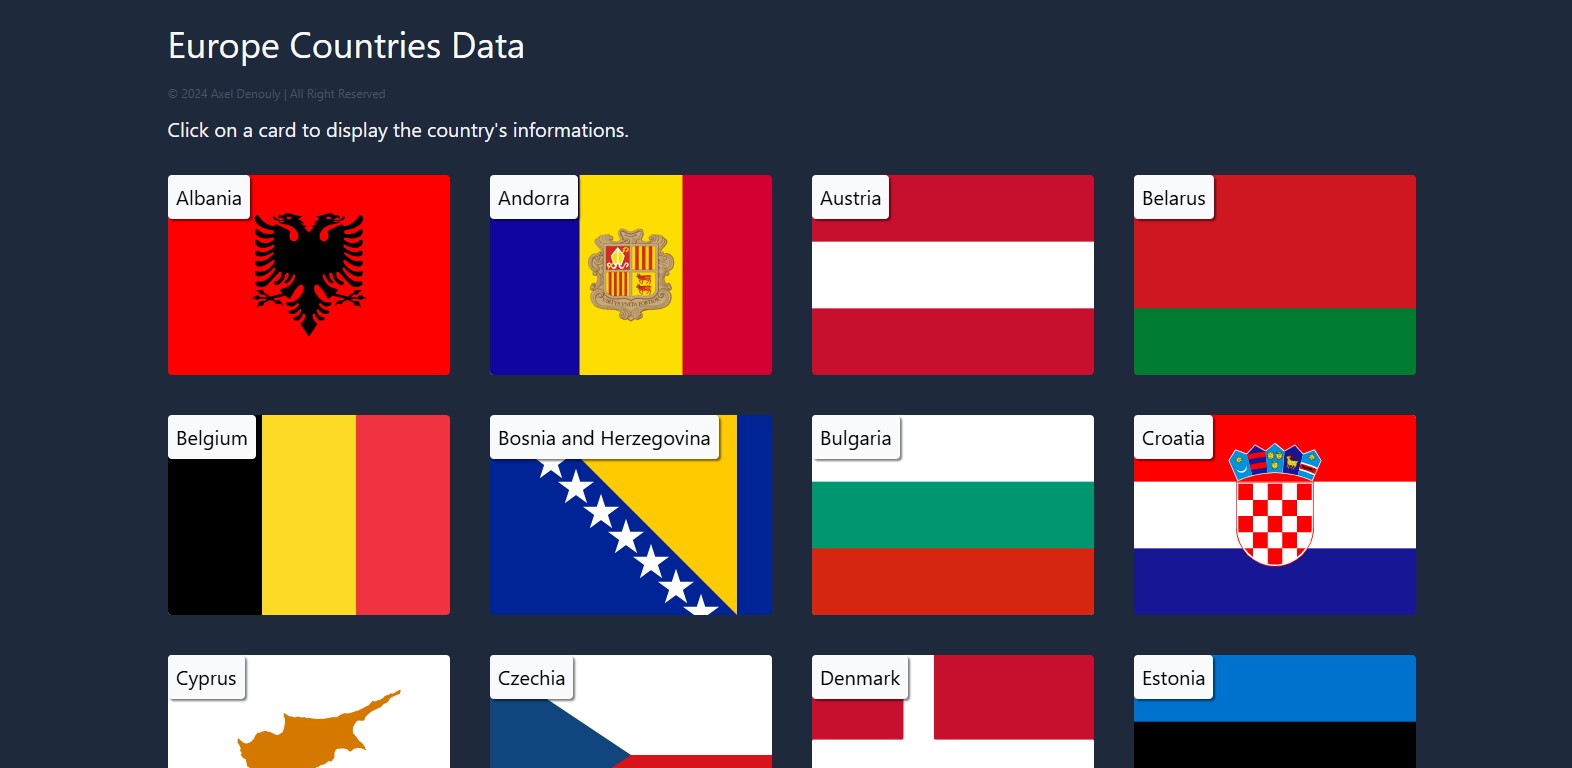 Europe Countries Data
© 2024 Axel Denouly | All Right Reserved
Click on a card to display the country's informations.
Albania
Andorra
Austria
Belarus
Belgium
Bosnia and Herzegovina
Bulgaria
Croatia
Cyprus
Czechia
Denmark
Estonia